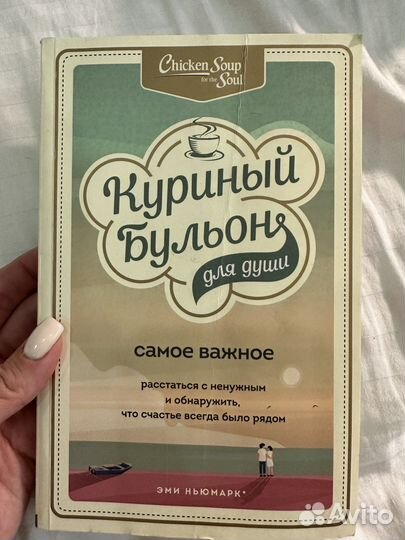 Chicken Soup
for the Soul
Куриный
Бульон
для души
самое важное
расстаться с ненужным
и обнаружить,
что счастье всегда было рядом
ЭМИ НЬЮМАРК
Avito